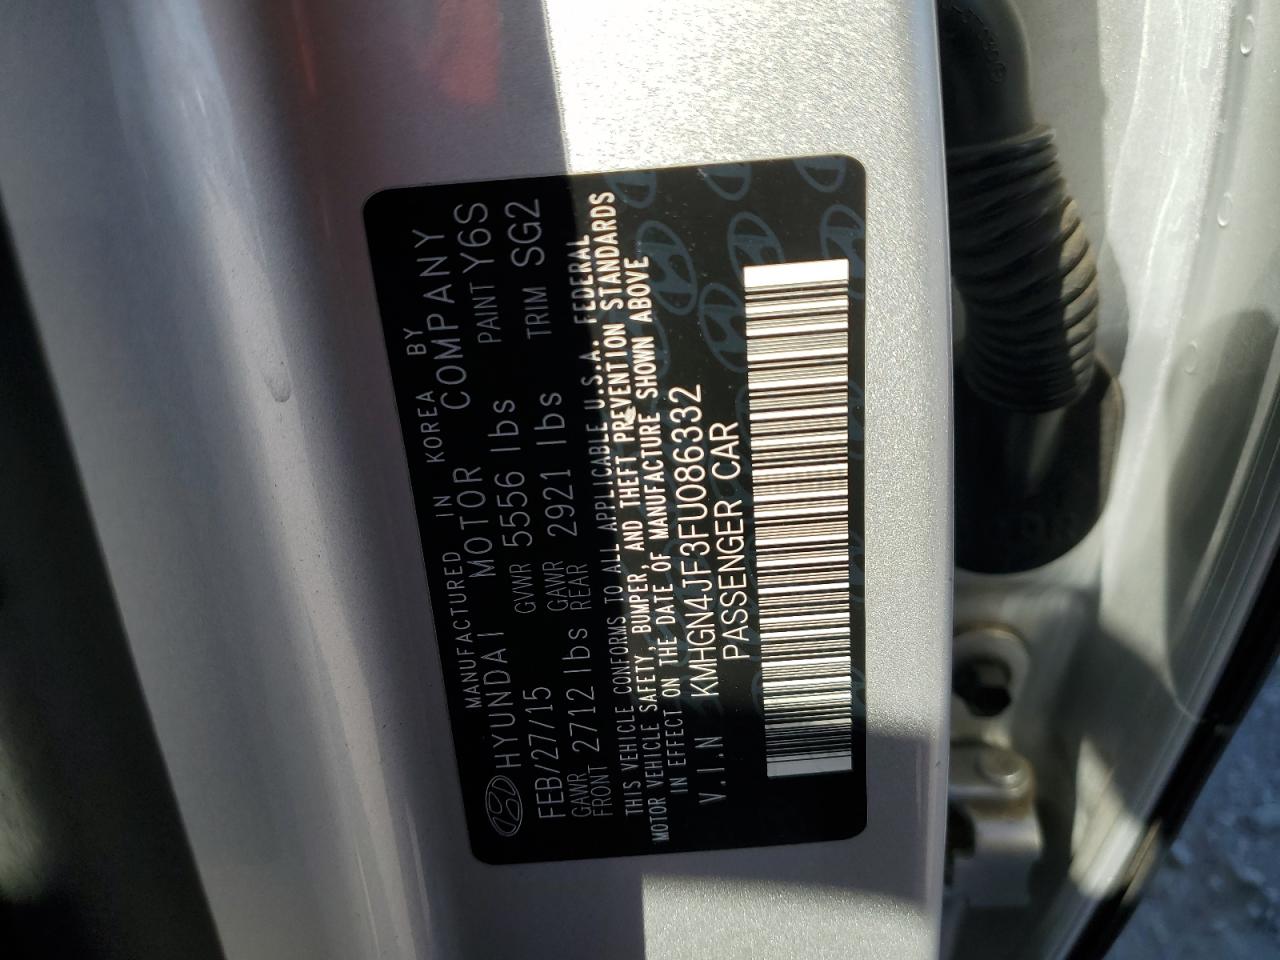 MANUFACTURED IN KOREA BY
HYUNDAI MOTOR COMPANY
FEB/27/15 GVWR 5556 lbs PAINT Y6S
GAWR FRONT 2712 lbs GAWR REAR 2921 lbs TRIM SG2
THIS VEHICLE CONFORMS TO ALL APPLICABLE U.S.A. FEDERAL
MOTOR VEHICLE SAFETY, BUMPER, AND THEFT PREVENTION STANDARDS
IN EFFECT ON THE DATE OF MANUFACTURE SHOWN ABOVE
V.I.N KMHGN4JF3FU086332
PASSENGER CAR